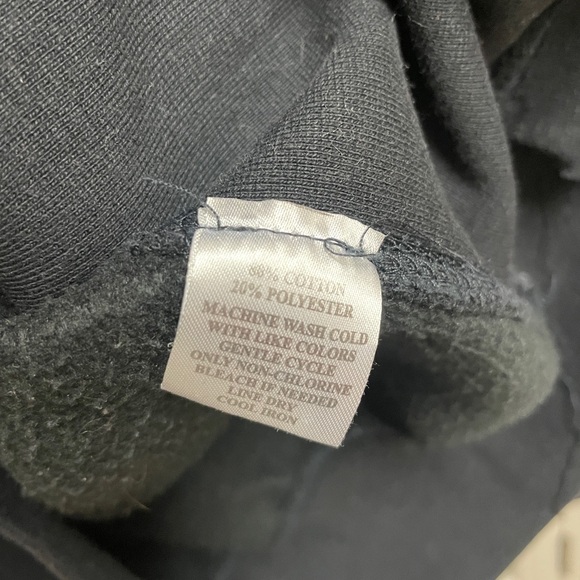 80% COTTON
20% POLYESTER
MACHINE WASH COLD
WITH LIKE COLORS
GENTLE CYCLE
ONLY NON-CHLORINE
BLEACH IF NEEDED
LINE DRY
COOL IRON